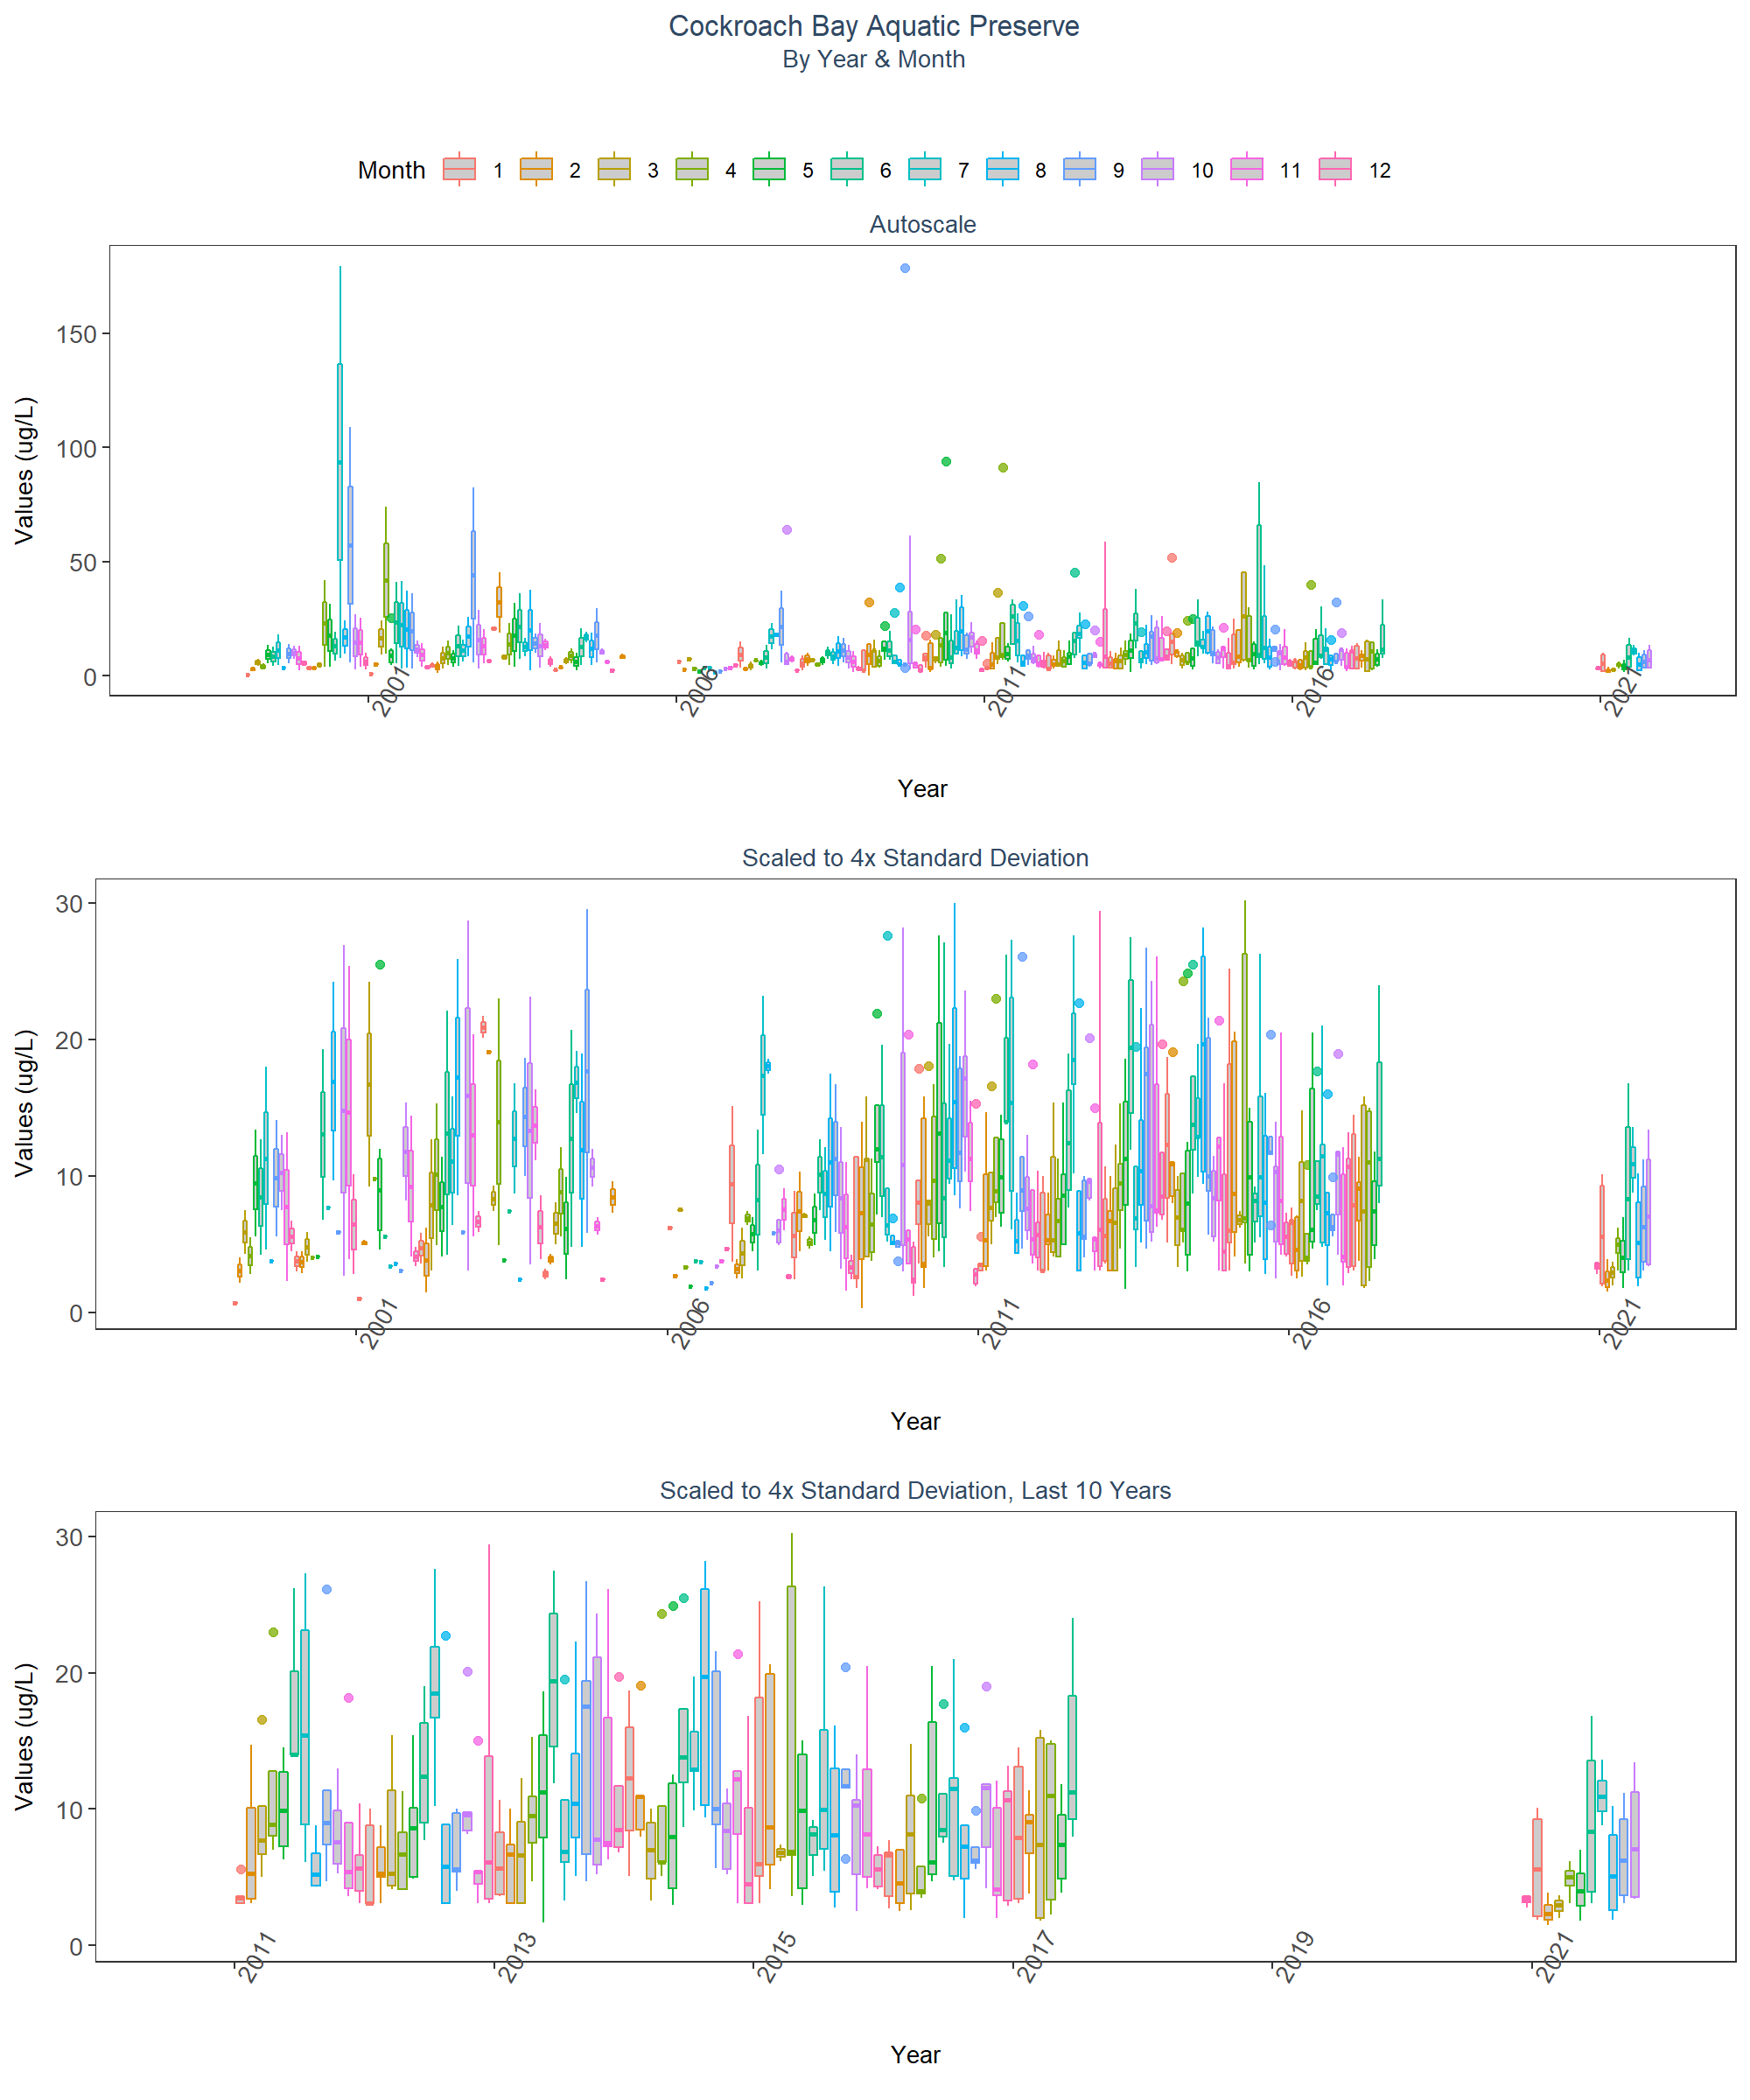 Cockroach Bay Aquatic Preserve
By Year & Month
Month 1 2 3 4 5 6 7 8 9 10 11 12
Autoscale
Values (ug/L)
150
100
50
0
2001 2006 2011 2016 2021
Year
Scaled to 4x Standard Deviation
Values (ug/L)
30
20
10
0
2001 2006 2011 2016 2021
Year
Scaled to 4x Standard Deviation, Last 10 Years
Values (ug/L)
30
20
10
0
2011 2013 2015 2017 2019 2021
Year